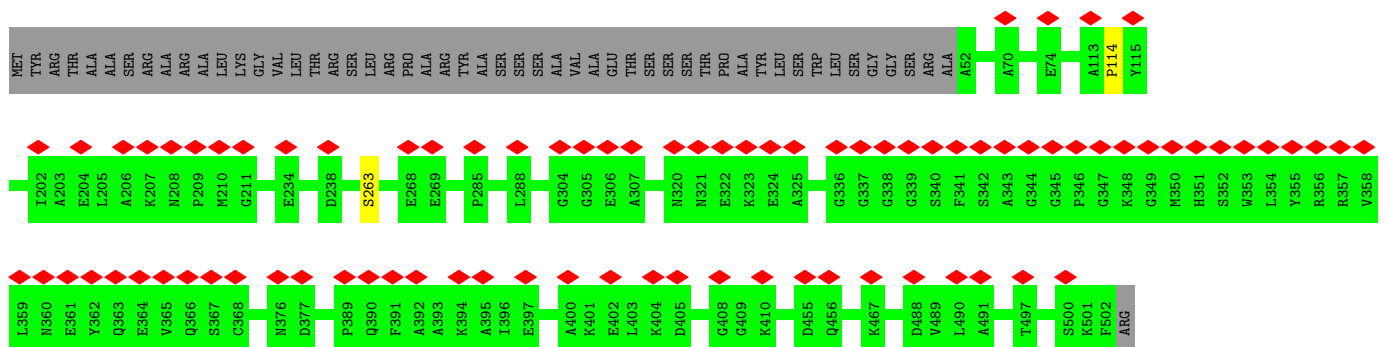 MET TYR ARG THR ALA ALA SER ARG ALA ARG ALA LEU LYS GLY VAL LEU THR ARG SER LEU ARG PRO ALA ARG TYR ALA SER SER SER ALA VAL ALA GLU THR SER SER SER THR PRO ALA TYR LEU SER TRP LEU SER GLY GLY SER ARG ALA A52 A70 E74 A113 P114 Y115
I202 A203 E204 L205 A206 K207 N208 P209 M210 G211 E234 D238 S263 E268 E269 P285 L288 G304 G305 E306 A307 N320 N321 E322 K323 E324 A325 G336 G337 G338 G339 S340 F341 S342 A343 G344 G345 P346 G347 K348 G349 M350 H351 S352 W353 L354 Y355 R356 R357 V358
L359 N360 E361 Y362 Q363 E364 V365 Q366 S367 C368 N376 D377 P389 Q390 F391 A392 A393 K394 A395 I396 E397 A400 K401 E402 L403 K404 D405 G408 G409 K410 D455 Q456 K467 D488 V489 L490 A491 T497 S500 K501 F502 ARG